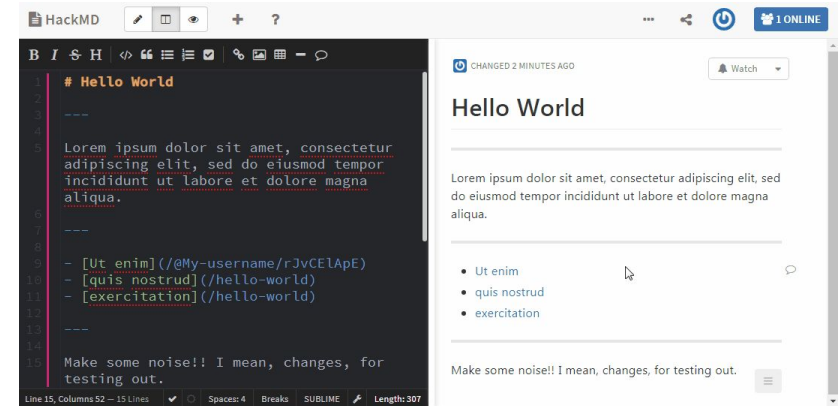 HackMD
1 ONLINE
B I S H
1 # Hello World
2
3 ---
4
5 Lorem ipsum dolor sit amet, consectetur
adipiscing elit, sed do eiusmod tempor
incididunt ut labore et dolore magna
aliqua.
6
7 ---
8
9 - [Ut enim](/@My-username/rJvCElApE)
10 - [quis nostrud](/hello-world)
11 - [exercitation](/hello-world)
12
13 ---
14
15 Make some noise!! I mean, changes, for
testing out.
Line 15, Columns 52 — 15 Lines Spaces: 4 Breaks SUBLIME Length: 307
CHANGED 2 MINUTES AGO
Watch
Hello World
Lorem ipsum dolor sit amet, consectetur adipiscing elit, sed
do eiusmod tempor incididunt ut labore et dolore magna
aliqua.
• Ut enim
• quis nostrud
• exercitation
Make some noise!! I mean, changes, for testing out.